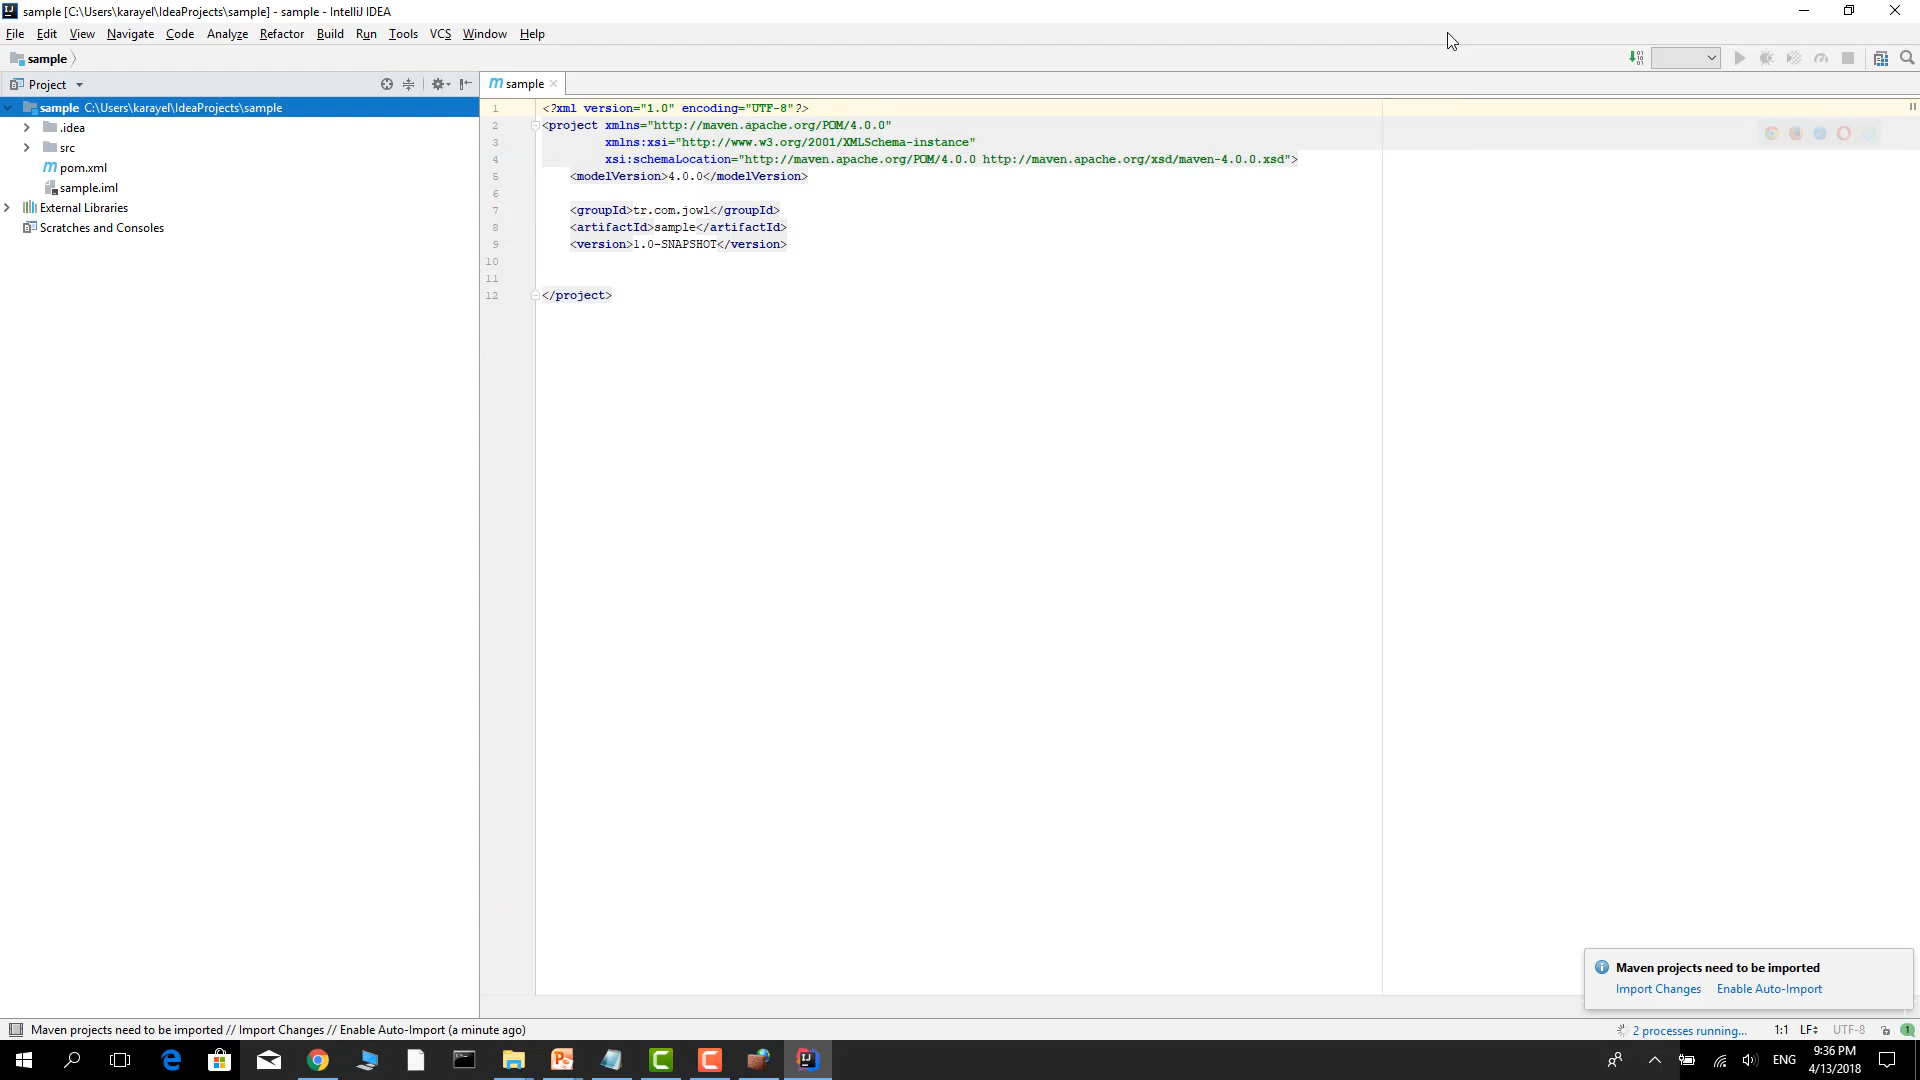 sample [C:\Users\karayel\IdeaProjects\sample] - sample - IntelliJ IDEA
File Edit View Navigate Code Analyze Refactor Build Run Tools VCS Window Help
sample
Project
sample
sample C:\Users\karayel\IdeaProjects\sample
.idea
src
pom.xml
sample.iml
External Libraries
Scratches and Consoles
1 <?xml version="1.0" encoding="UTF-8"?>
2 <project xmlns="http://maven.apache.org/POM/4.0.0"
3 xmlns:xsi="http://www.w3.org/2001/XMLSchema-instance"
4 xsi:schemaLocation="http://maven.apache.org/POM/4.0.0 http://maven.apache.org/xsd/maven-4.0.0.xsd">
5 <modelVersion>4.0.0</modelVersion>
6
7 <groupId>tr.com.jowl</groupId>
8 <artifactId>sample</artifactId>
9 <version>1.0-SNAPSHOT</version>
10
11
12 </project>
Maven projects need to be imported
Import Changes Enable Auto-Import
Maven projects need to be imported // Import Changes // Enable Auto-Import (a minute ago)
2 processes running... 1:1 LF UTF-8 1
ENG
9:36 PM
4/13/2018